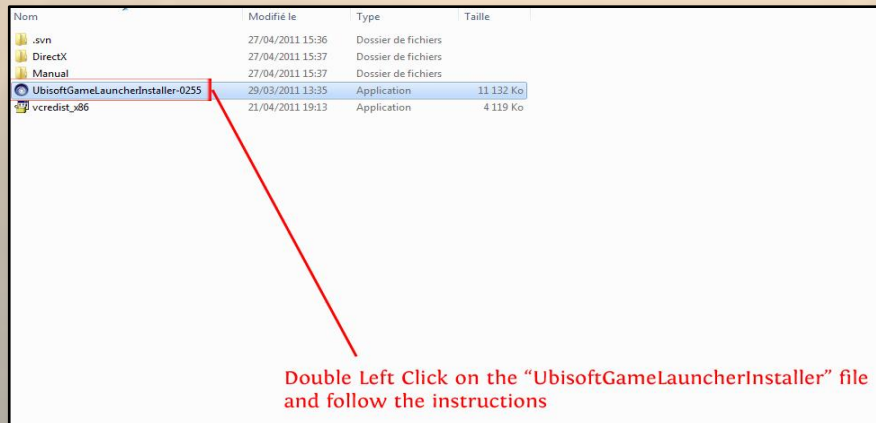 Nom Modifié le Type Taille
.svn 27/04/2011 15:36 Dossier de fichiers
DirectX 27/04/2011 15:37 Dossier de fichiers
Manual 27/04/2011 15:37 Dossier de fichiers
UbisoftGameLauncherInstaller-0255 29/03/2011 13:35 Application 11 132 Ko
vcredist_x86 21/04/2011 19:13 Application 4 119 Ko
Double Left Click on the “UbisoftGameLauncherInstaller” file
and follow the instructions